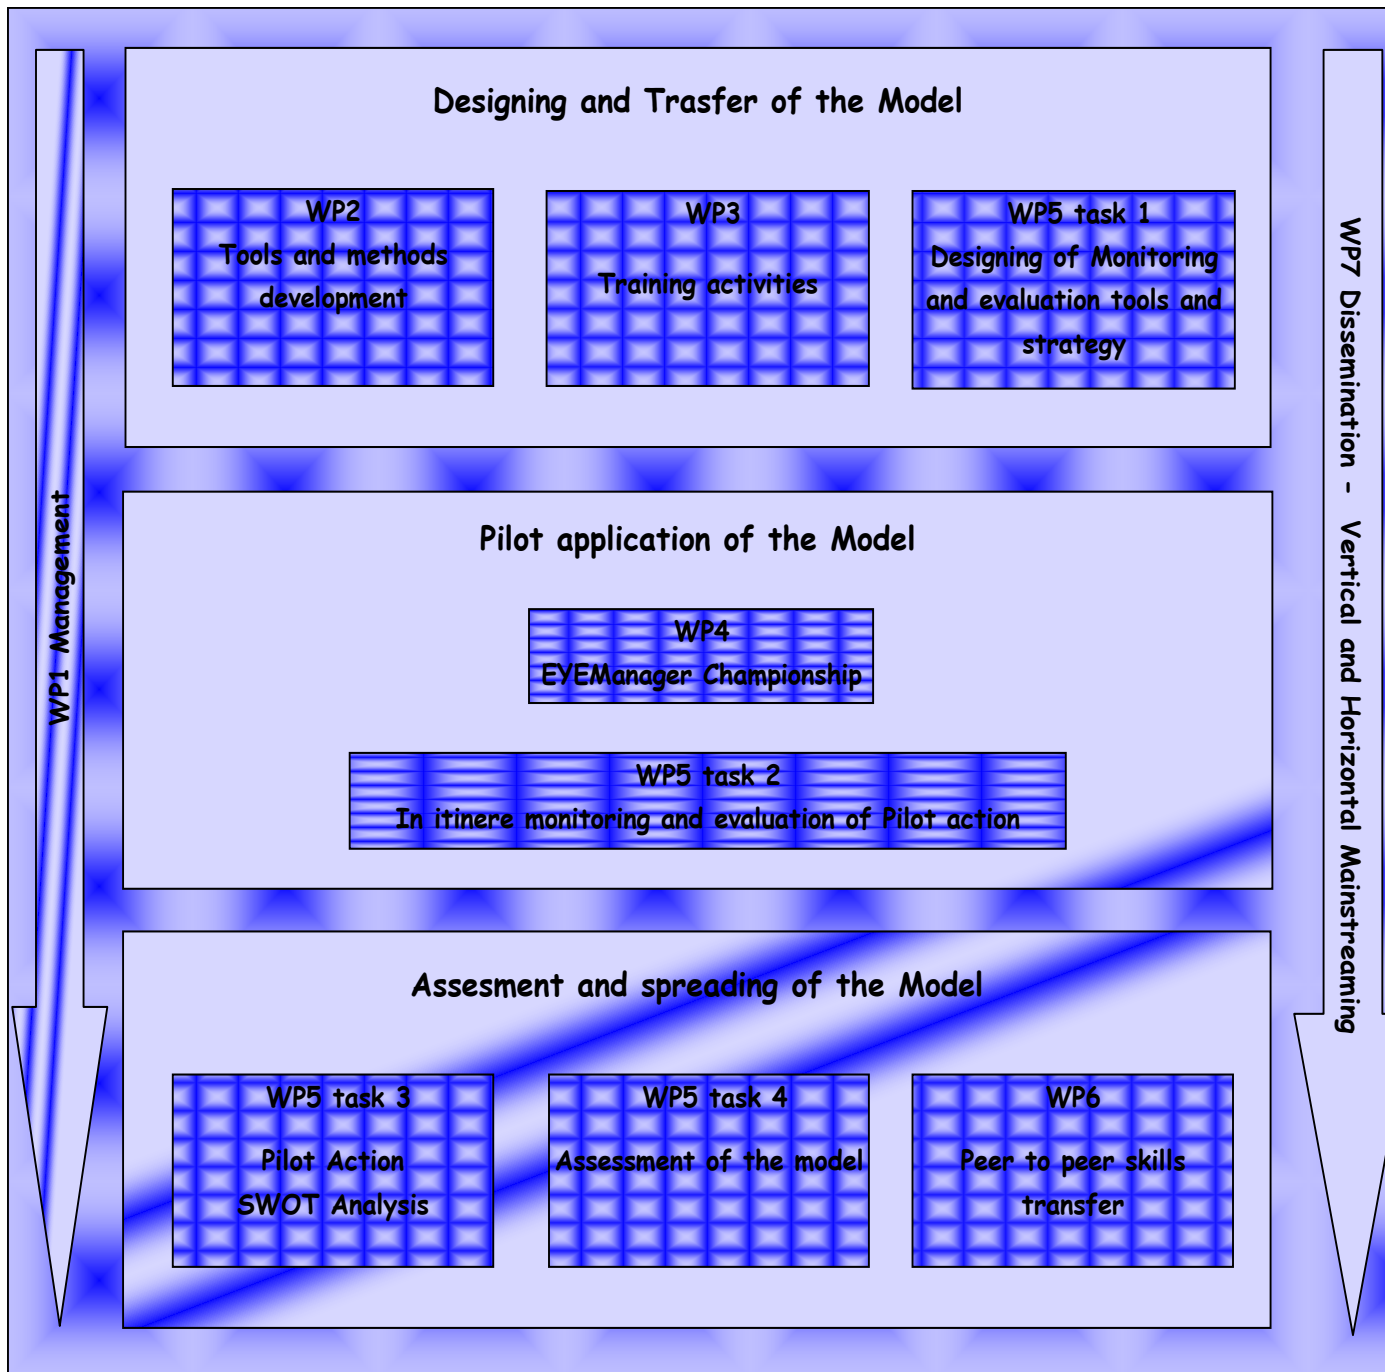 Designing and Trasfer of the Model
WP2
Tools and methods
development
WP3
Training activities
WP5 task 1
Designing of Monitoring
and evaluation tools and
strategy
WP1 Management
WP7 Dissemination - Vertical and Horizontal Mainstreaming
Pilot application of the Model
WP4
EYEManager Championship
WP5 task 2
In itinere monitoring and evaluation of Pilot action
Assesment and spreading of the Model
WP5 task 3
Pilot Action
SWOT Analysis
WP5 task 4
Assessment of the model
WP6
Peer to peer skills
transfer